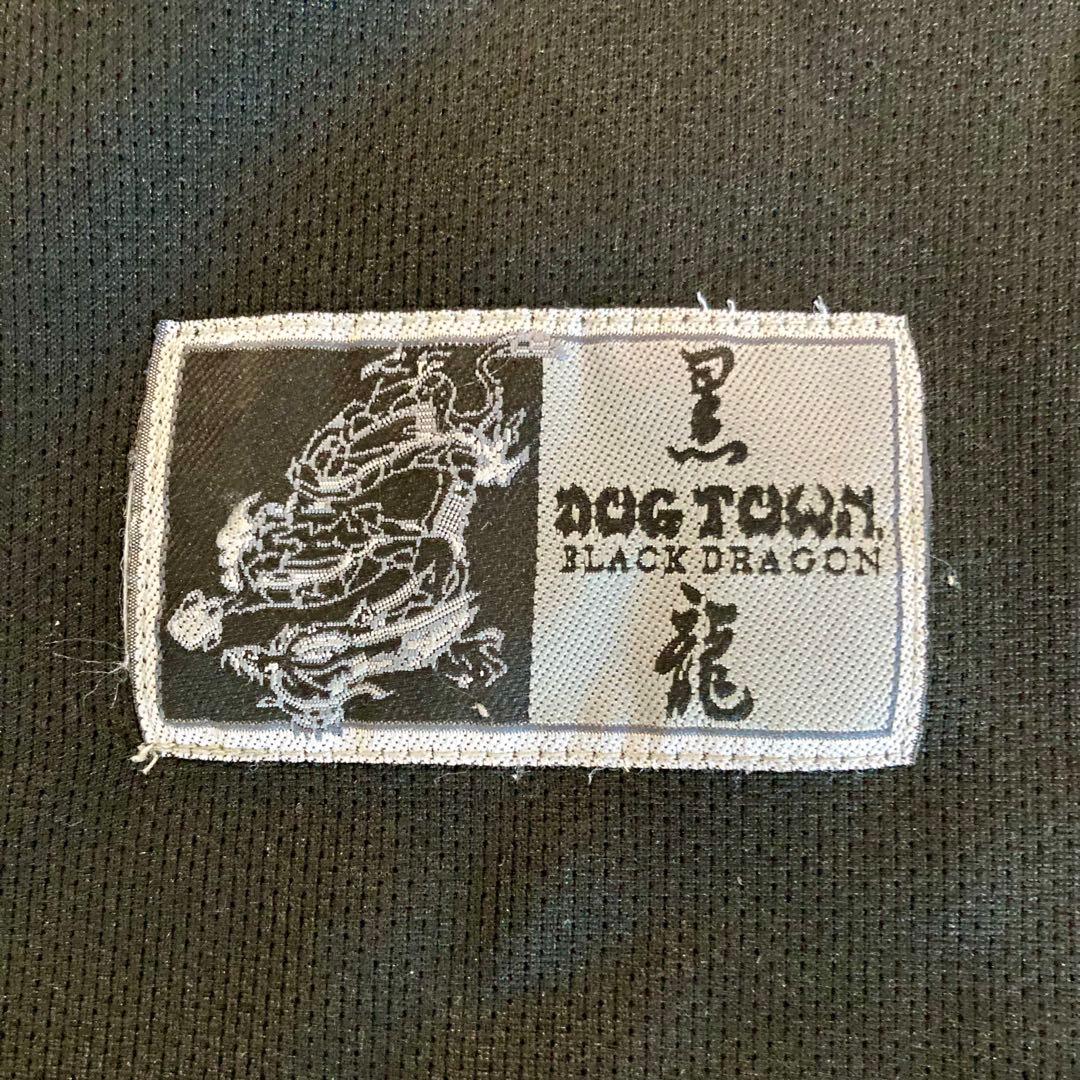 黒
DOG TOWN.
BLACK DRAGON
龍